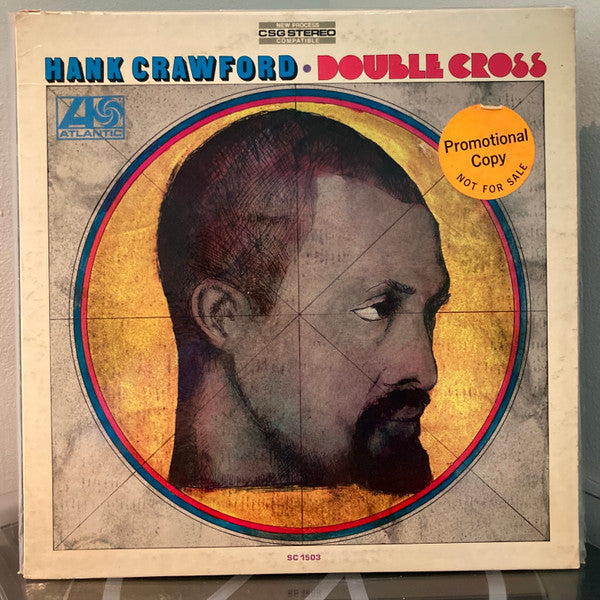 NEW PROCESS
CSG STEREO
COMPATIBLE
HANK CRAWFORD • DOUBLE CROSS
ATLANTIC
Promotional
Copy
NOT FOR SALE
SC 1503